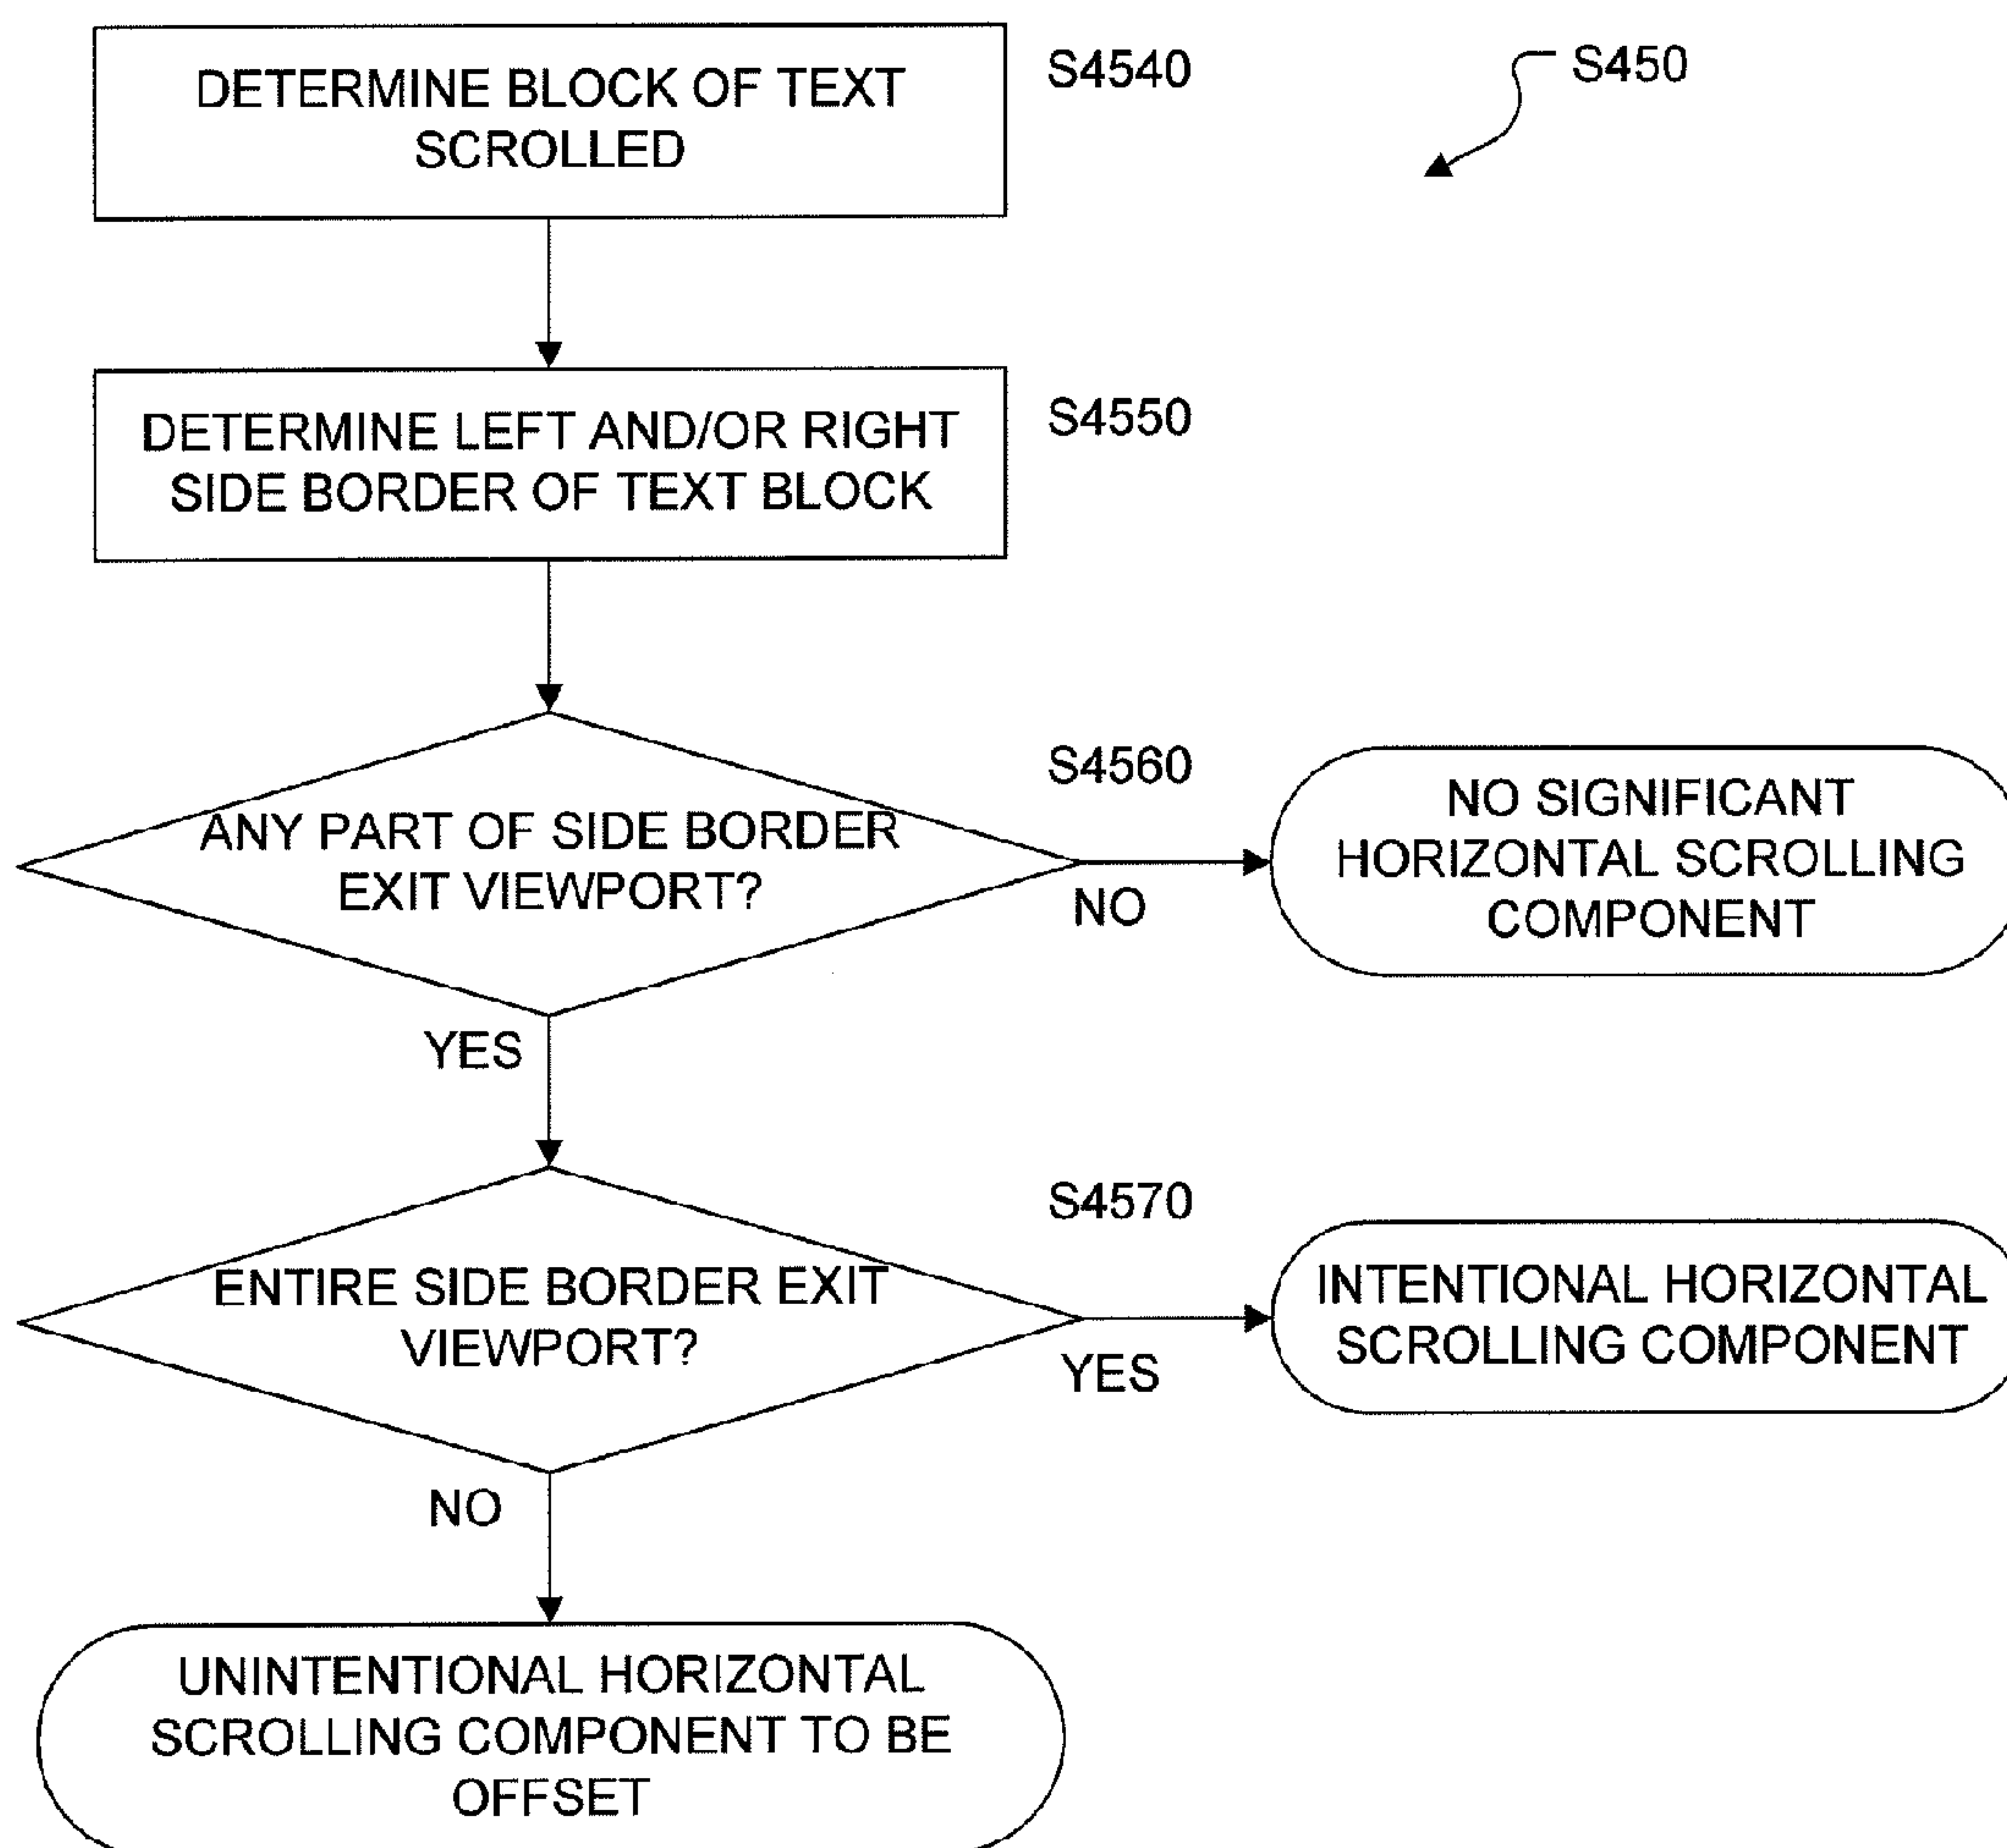 DETERMINE BLOCK OF TEXT
SCROLLED
S4540
S450
DETERMINE LEFT AND/OR RIGHT
SIDE BORDER OF TEXT BLOCK
S4550
ANY PART OF SIDE BORDER
EXIT VIEWPORT?
S4560
NO
NO SIGNIFICANT
HORIZONTAL SCROLLING
COMPONENT
YES
ENTIRE SIDE BORDER EXIT
VIEWPORT?
S4570
YES
INTENTIONAL HORIZONTAL
SCROLLING COMPONENT
NO
UNINTENTIONAL HORIZONTAL
SCROLLING COMPONENT TO BE
OFFSET